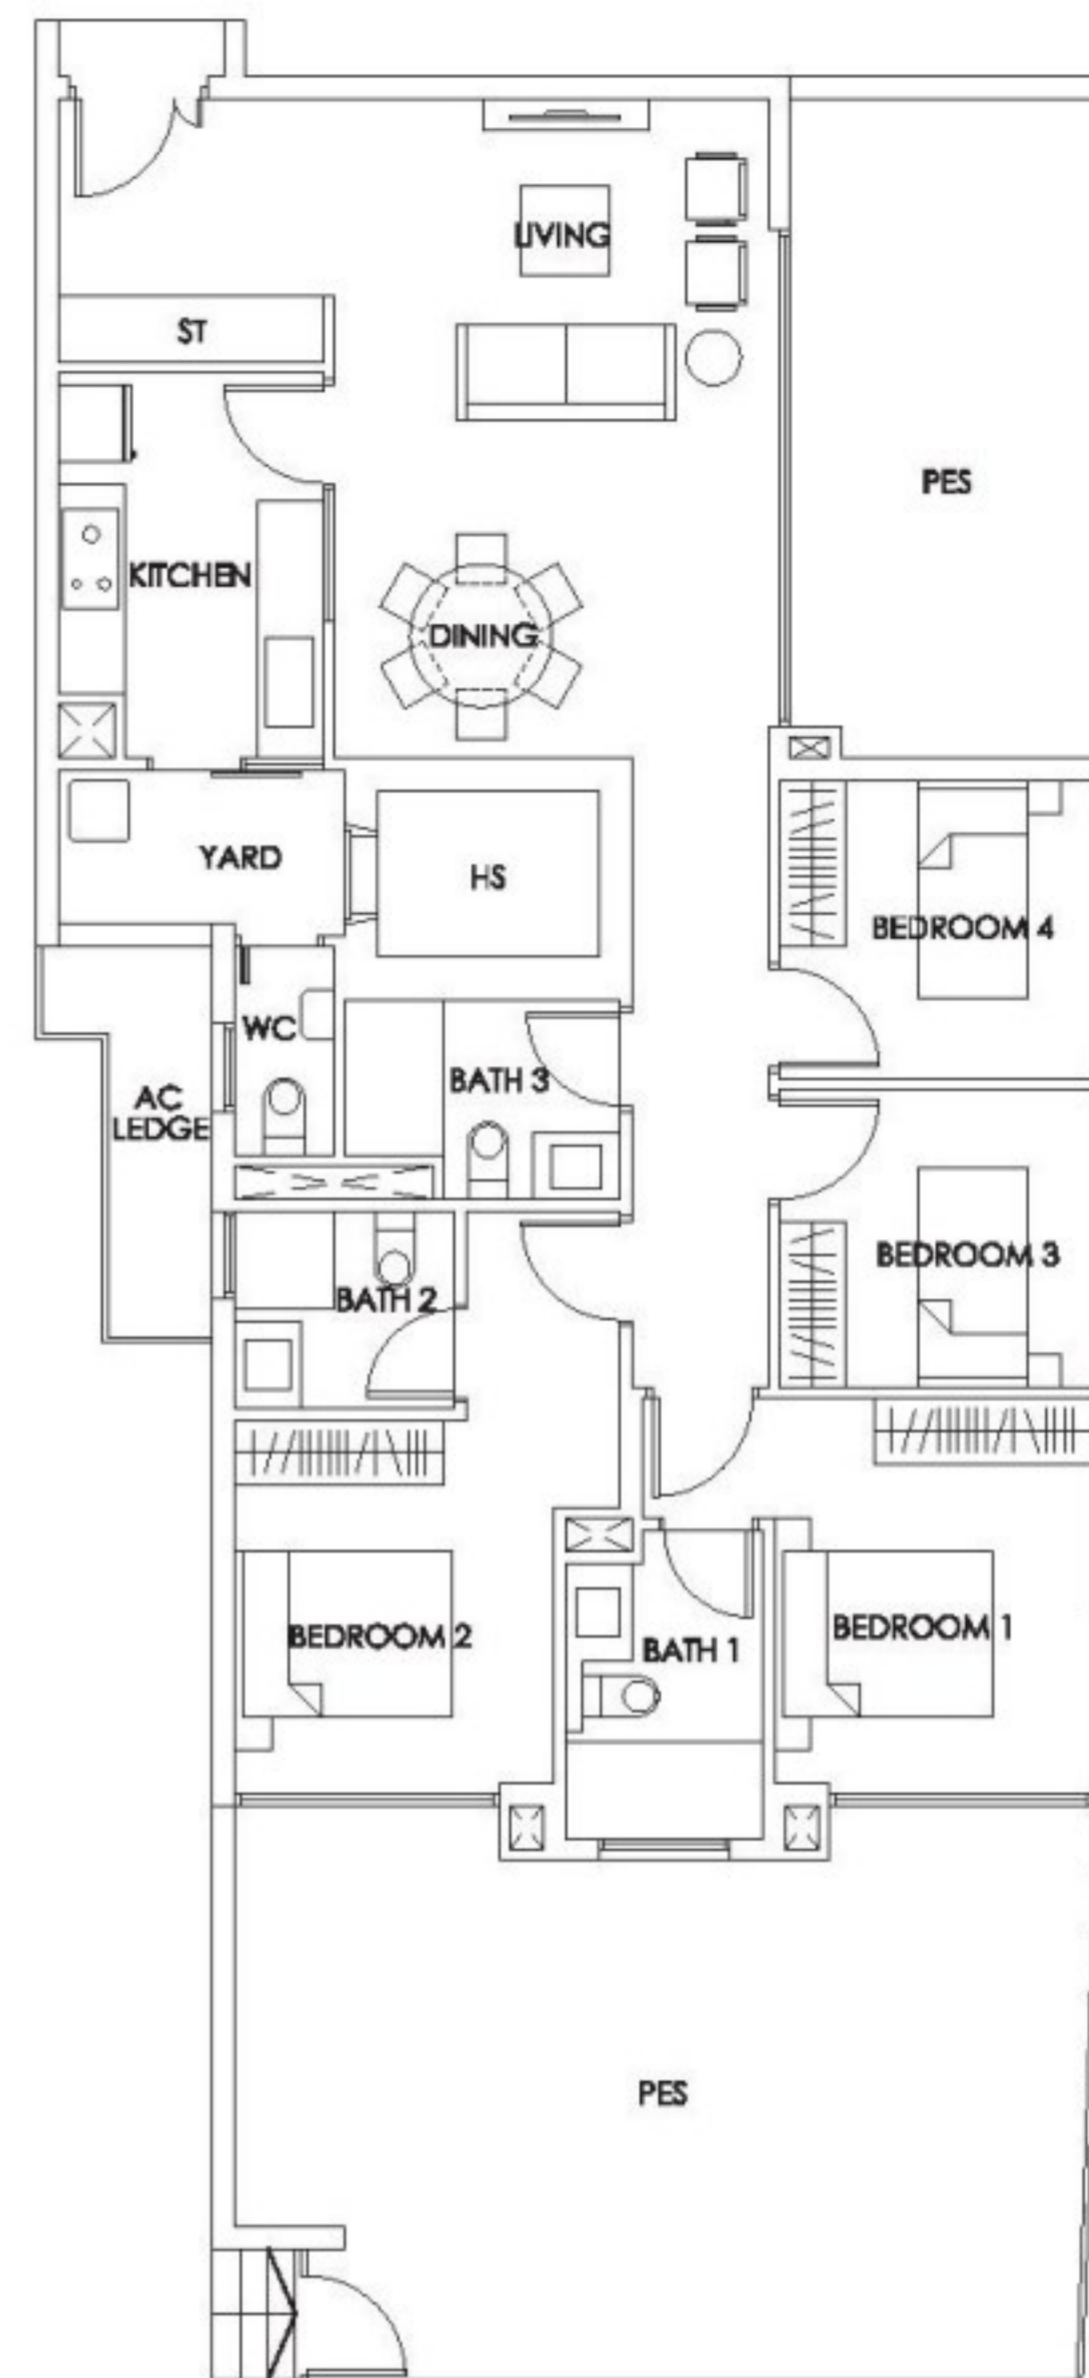 LIVING
ST
PES
KITCHEN
DINING
YARD
HS
BEDROOM 4
WC
BATH 3
AC
LEDGE
BEDROOM 3
BATH 2
BEDROOM 2
BATH 1
BEDROOM 1
PES